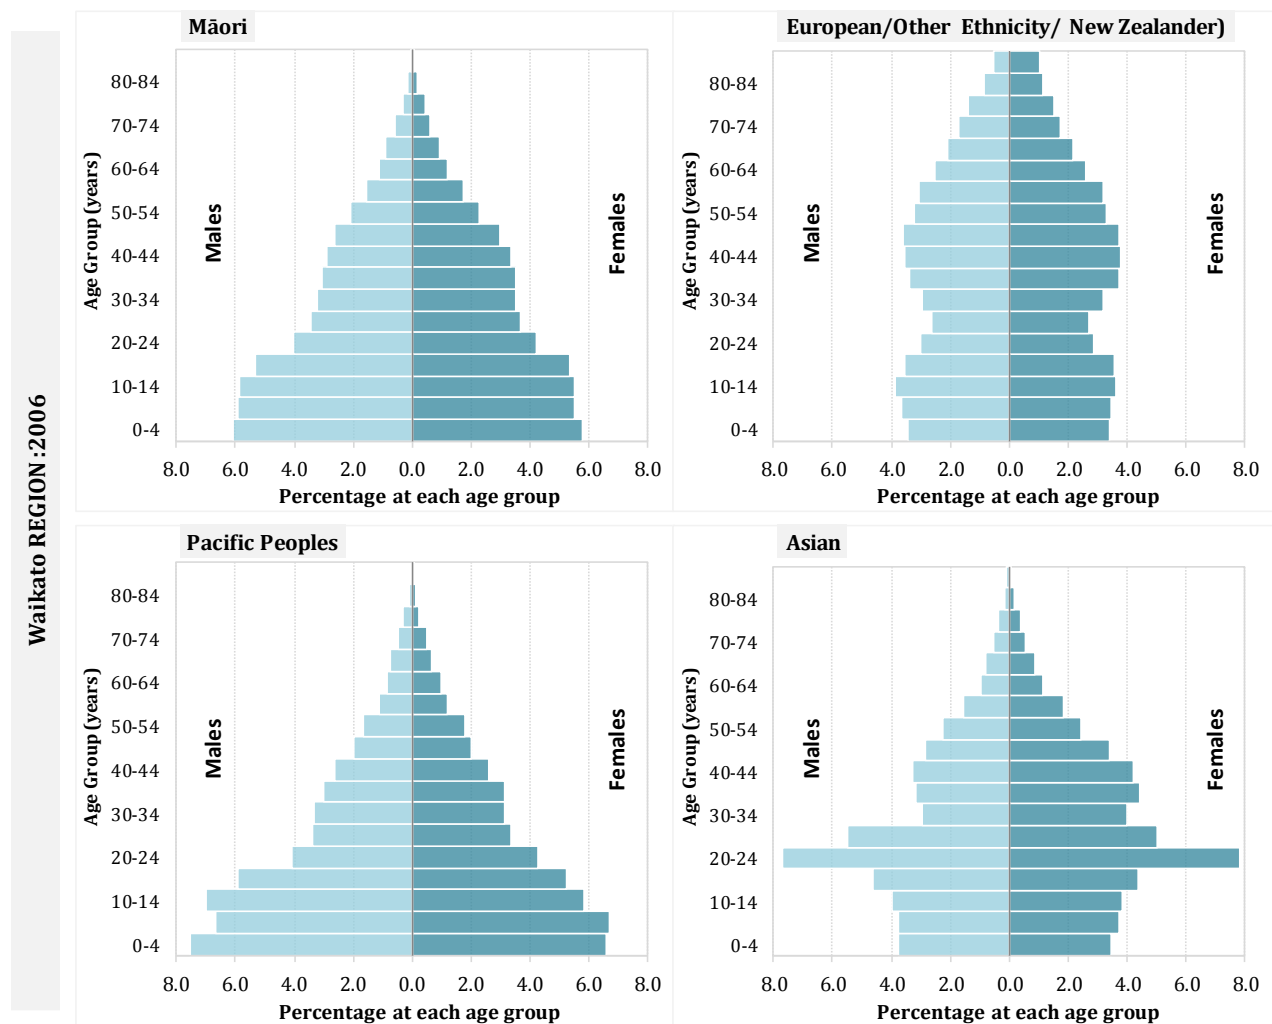 Waikato REGION :2006
Māori
Age Group (years)
80-84
70-74
60-64
50-54
40-44
30-34
20-24
10-14
0-4
Males
Females
8.0 6.0 4.0 2.0 0.0 2.0 4.0 6.0 8.0
Percentage at each age group
European/Other Ethnicity/ New Zealander)
Age Group (years)
80-84
70-74
60-64
50-54
40-44
30-34
20-24
10-14
0-4
Males
Females
8.0 6.0 4.0 2.0 0.0 2.0 4.0 6.0 8.0
Percentage at each age group
Pacific Peoples
Age Group (years)
80-84
70-74
60-64
50-54
40-44
30-34
20-24
10-14
0-4
Males
Females
8.0 6.0 4.0 2.0 0.0 2.0 4.0 6.0 8.0
Percentage at each age group
Asian
Age Group (years)
80-84
70-74
60-64
50-54
40-44
30-34
20-24
10-14
0-4
Males
Females
8.0 6.0 4.0 2.0 0.0 2.0 4.0 6.0 8.0
Percentage at each age group